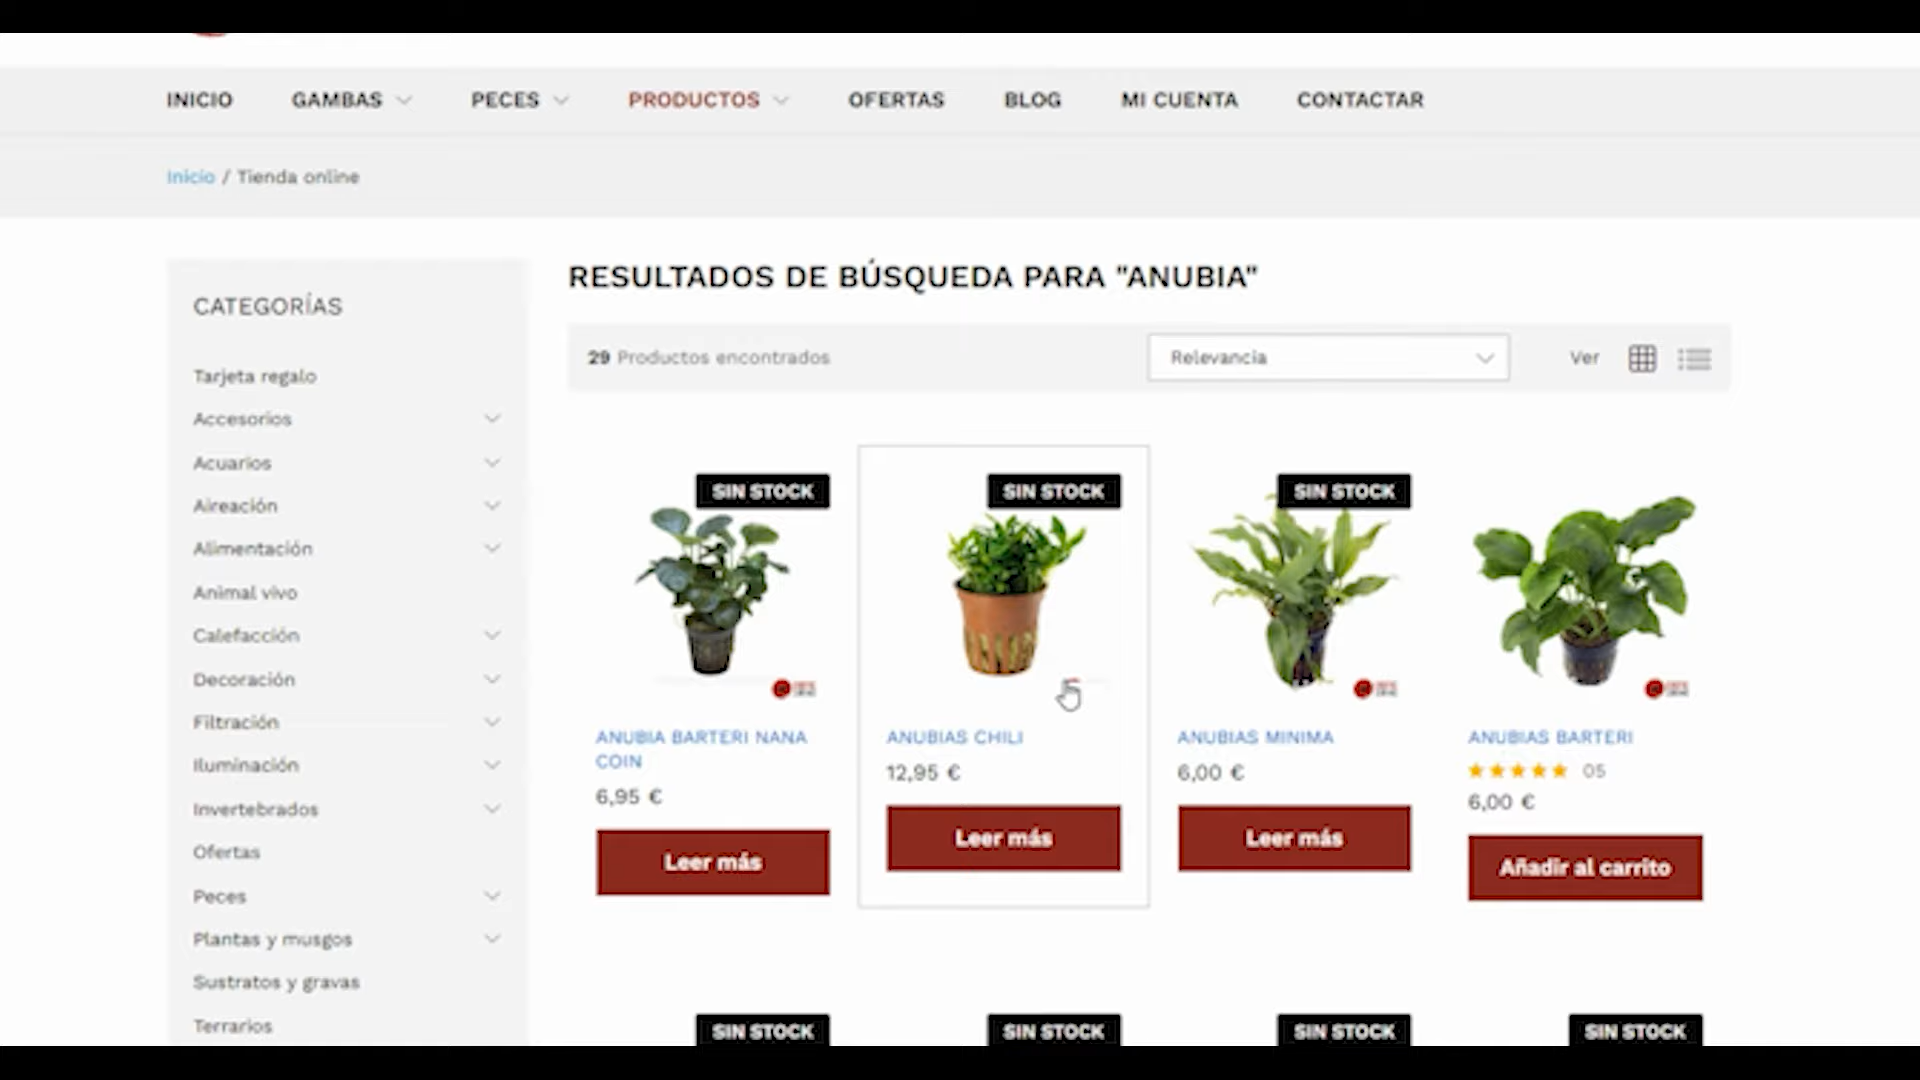 INICIO GAMBAS PECES PRODUCTOS OFERTAS BLOG MI CUENTA CONTACTAR
Inicio / Tienda online
CATEGORÍAS
Tarjeta regalo
Accesorios
Acuarios
Aireación
Alimentación
Animal vivo
Calefacción
Decoración
Filtración
Iluminación
Invertebrados
Ofertas
Peces
Plantas y musgos
Sustratos y gravas
Terrarios
RESULTADOS DE BÚSQUEDA PARA "ANUBIA"
29 Productos encontrados
Relevancia
Ver
SIN STOCK
ANUBIA BARTERI NANA
COIN
6,95 €
Leer más
SIN STOCK
ANUBIAS CHILI
12,95 €
Leer más
SIN STOCK
ANUBIAS MINIMA
6,00 €
Leer más
ANUBIAS BARTERI
05
6,00 €
Añadir al carrito
SIN STOCK
SIN STOCK
SIN STOCK
SIN STOCK